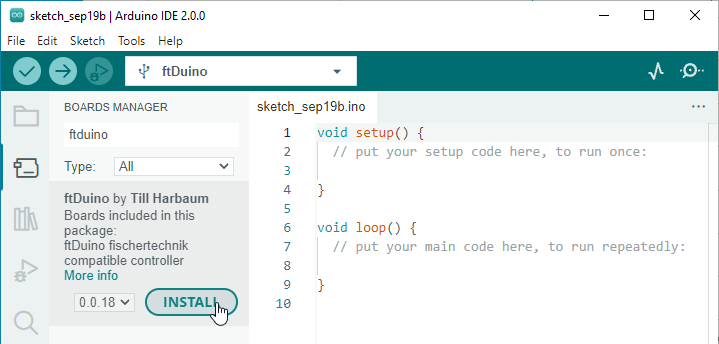 sketch_sep19b | Arduino IDE 2.0.0
File Edit Sketch Tools Help
ftDuino
BOARDS MANAGER
ftduino
Type: All
ftDuino by Till Harbaum
Boards included in this
package:
ftDuino fischertechnik
compatible controller
More info
0.0.18 INSTALL
sketch_sep19b.ino
1 void setup() {
2 // put your setup code here, to run once:
3
4 }
5
6 void loop() {
7 // put your main code here, to run repeatedly:
8
9 }
10